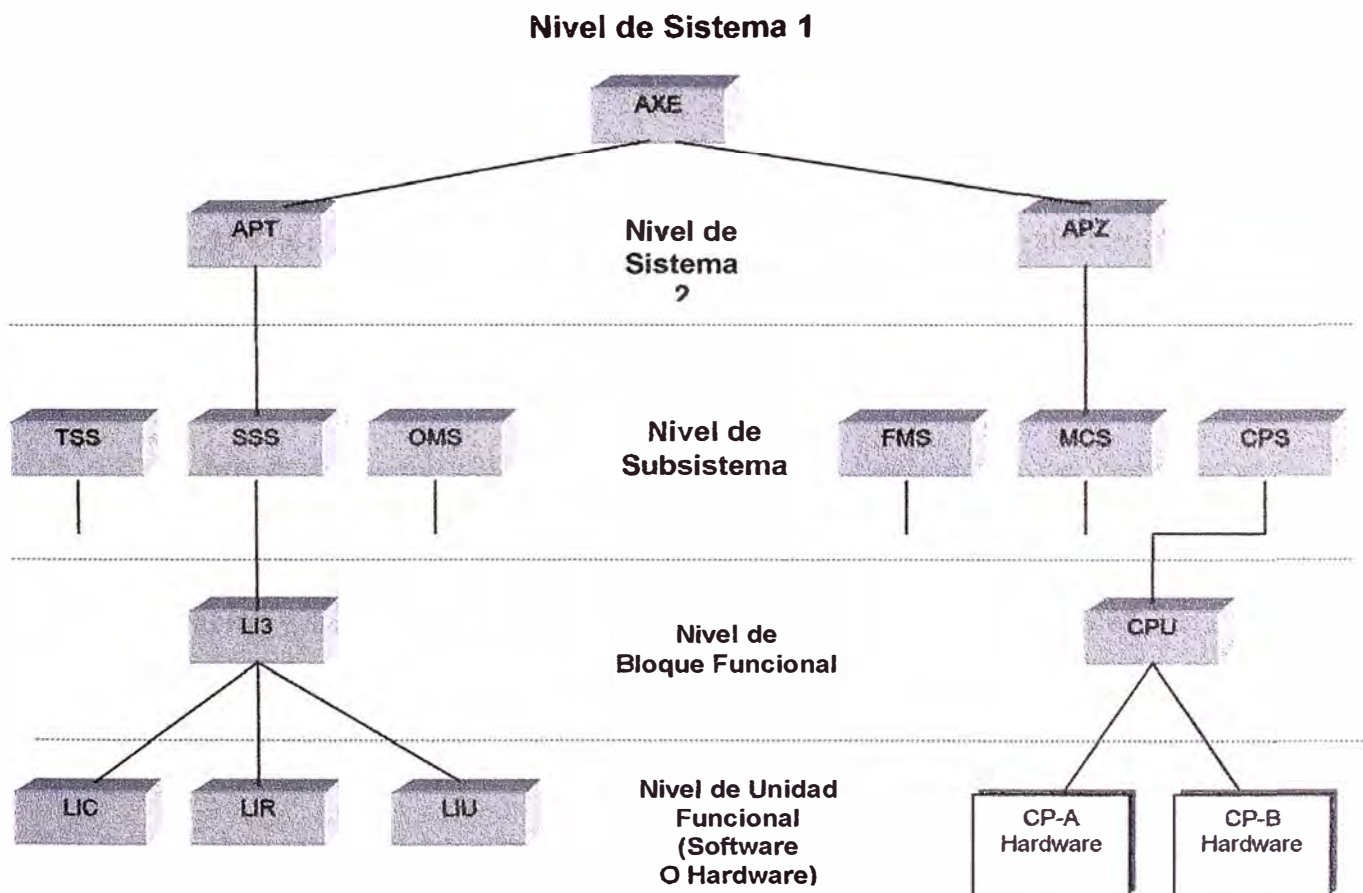 Nivel de Sistema 1
AXE
APT
Nivel de
Sistema
2
APZ
TSS
SSS
OMS
Nivel de
Subsistema
FMS
MCS
CPS
LI3
Nivel de
Bloque Funcional
CPU
LIC
LIR
LIU
Nivel de Unidad
Funcional
(Software
O Hardware)
CP-A
Hardware
CP-B
Hardware